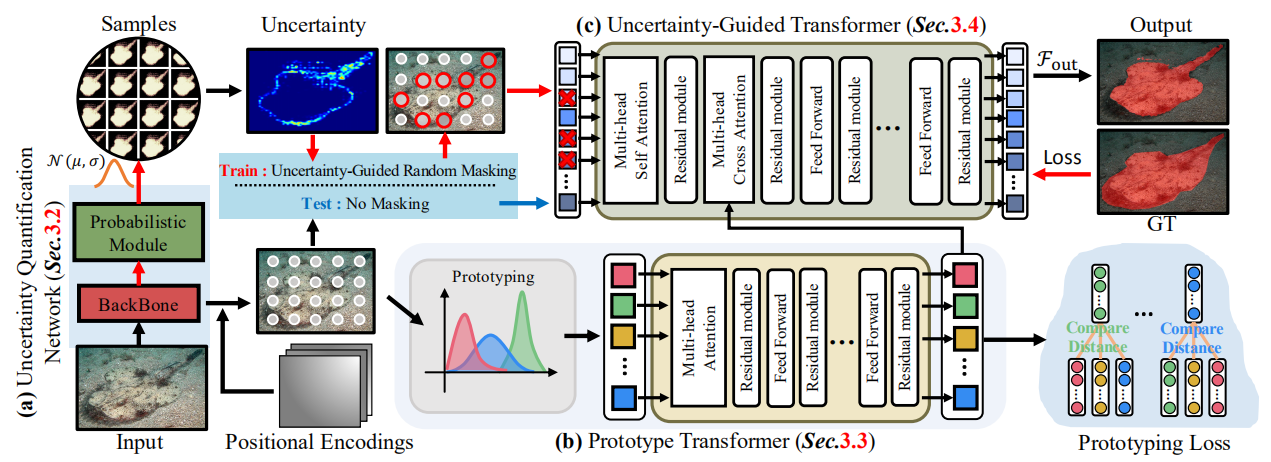 Samples
Uncertainty
(c) Uncertainty-Guided Transformer (Sec.3.4)
Output
𝒩(μ, σ)
(a) Uncertainty Quantification
Network (Sec.3.2)
Probabilistic
Module
BackBone
Input
Train : Uncertainty-Guided Random Masking
Test : No Masking
Positional Encodings
Multi-head
Self Attention
Residual module
Multi-head
Cross Attention
Residual module
Feed Forward
Residual module
...
Feed Forward
Residual module
ℱout
Loss
GT
Prototyping
Multi-head
Attention
Residual module
Feed Forward
Residual module
...
Feed Forward
Residual module
(b) Prototype Transformer (Sec.3.3)
...
Compare
Distance
Compare
Distance
Prototyping Loss